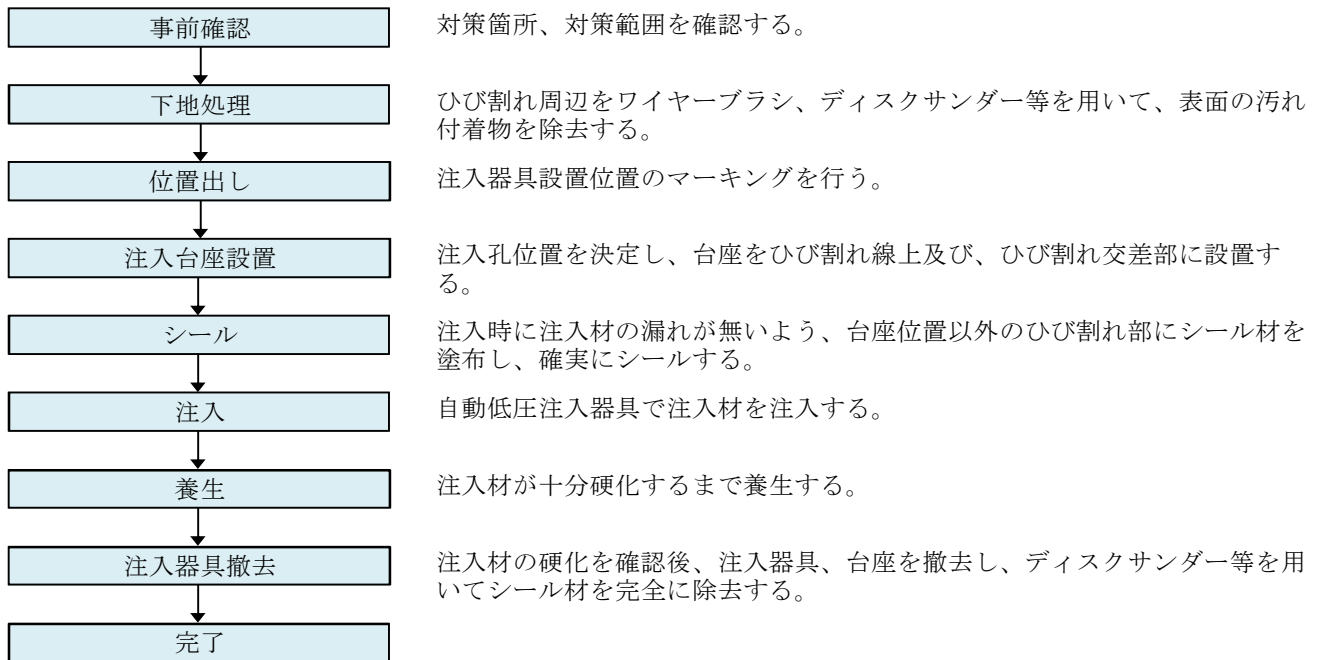 事前確認
対策箇所、対策範囲を確認する。
下地処理
ひび割れ周辺をワイヤーブラシ、ディスクサンダー等を用いて、表面の汚れ
付着物を除去する。
位置出し
注入器具設置位置のマーキングを行う。
注入台座設置
注入孔位置を決定し、台座をひび割れ線上及び、ひび割れ交差部に設置す
る。
シール
注入時に注入材の漏れが無いよう、台座位置以外のひび割れ部にシール材を
塗布し、確実にシールする。
注入
自動低圧注入器具で注入材を注入する。
養生
注入材が十分硬化するまで養生する。
注入器具撤去
注入材の硬化を確認後、注入器具、台座を撤去し、ディスクサンダー等を用
いてシール材を完全に除去する。
完了